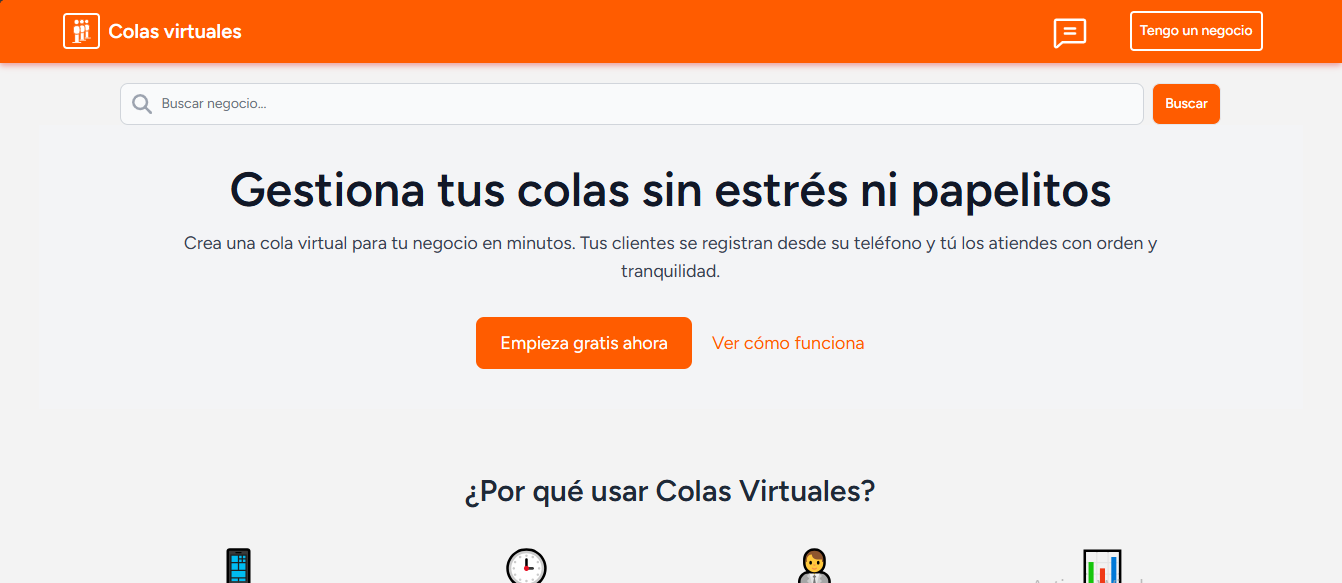 Colas virtuales
Tengo un negocio
Buscar negocio...
Buscar
Gestiona tus colas sin estrés ni papelitos
Crea una cola virtual para tu negocio en minutos. Tus clientes se registran desde su teléfono y tú los atiendes con orden y
tranquilidad.
Empieza gratis ahora
Ver cómo funciona
¿Por qué usar Colas Virtuales?